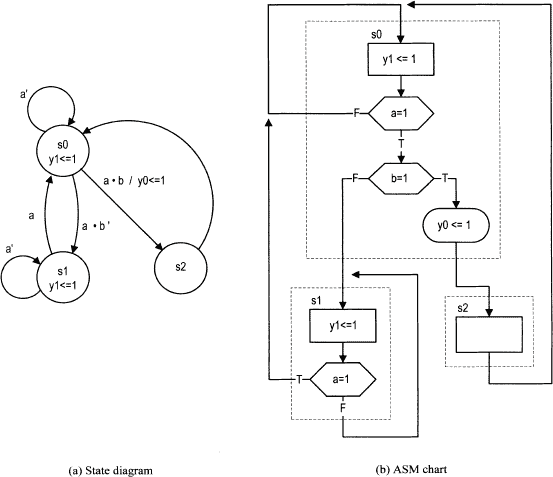 a'
s0
y1<=1
a
a • b / y0<=1
a • b '
a'
s1
y1<=1
s2
(a) State diagram
s0
y1 <= 1
F
a=1
T
F
b=1
T
y0 <= 1
s1
y1<=1
T
a=1
F
s2
(b) ASM chart